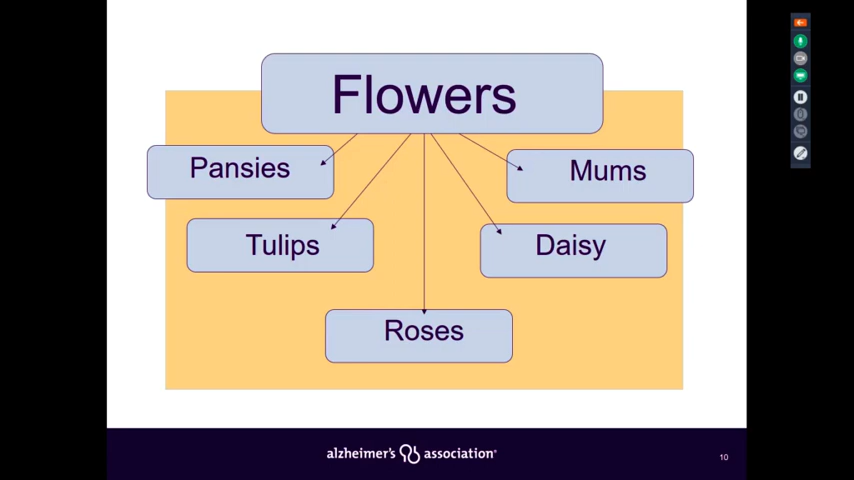 Flowers
Pansies
Mums
Tulips
Daisy
Roses
alzheimer's association®
10